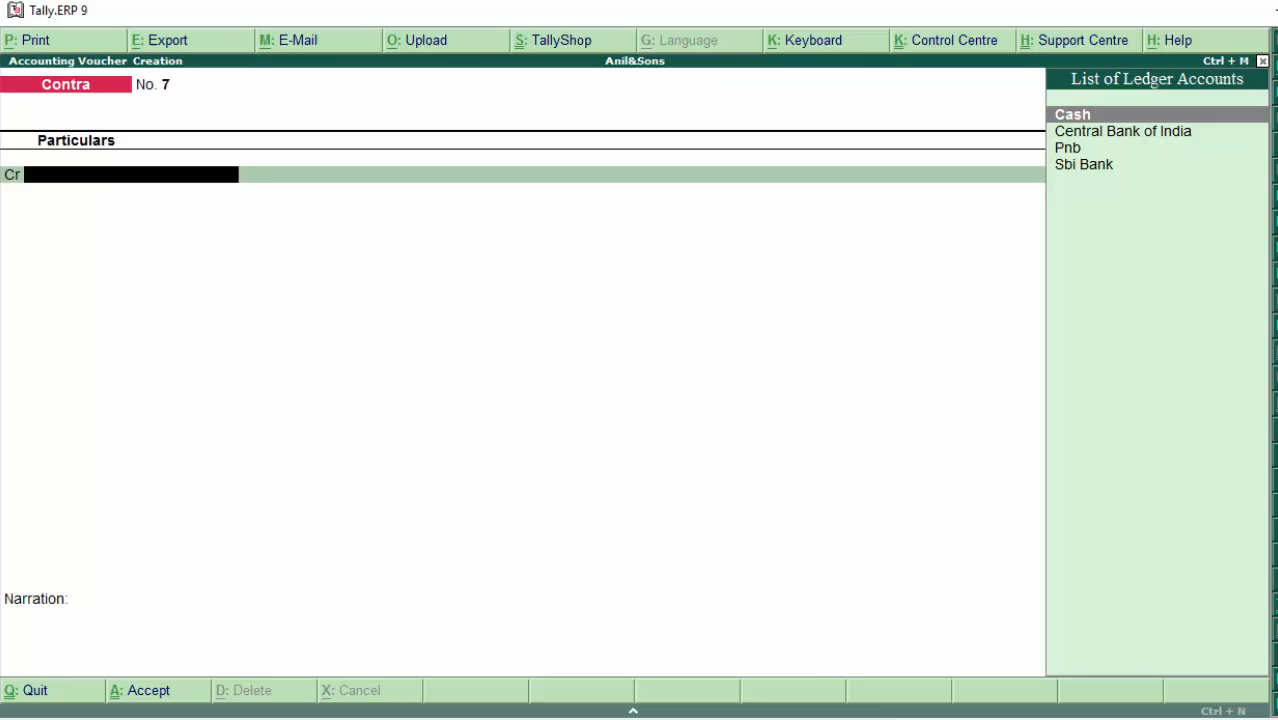 Tally.ERP 9
P: Print E: Export M: E-Mail O: Upload S: TallyShop G: Language K: Keyboard K: Control Centre H: Support Centre H: Help
Accounting Voucher Creation Anil&Sons Ctrl + M
Contra No. 7
List of Ledger Accounts
Cash
Particulars
Central Bank of India
Pnb
Sbi Bank
Cr
Narration:
Q: Quit A: Accept D: Delete X: Cancel
Ctrl + N